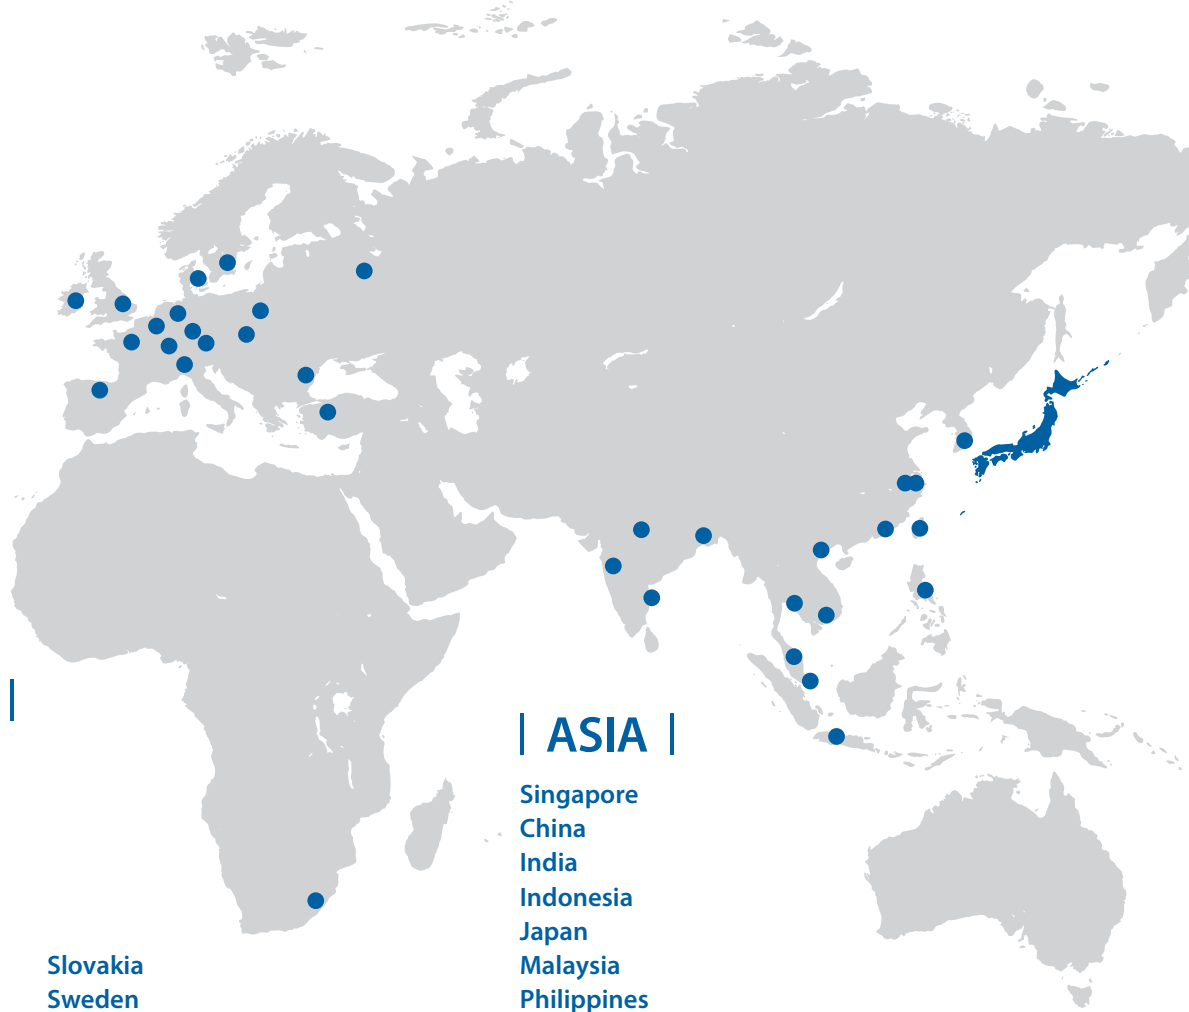 | ASIA |
Singapore
China
India
Indonesia
Japan
Malaysia
Philippines
Slovakia
Sweden